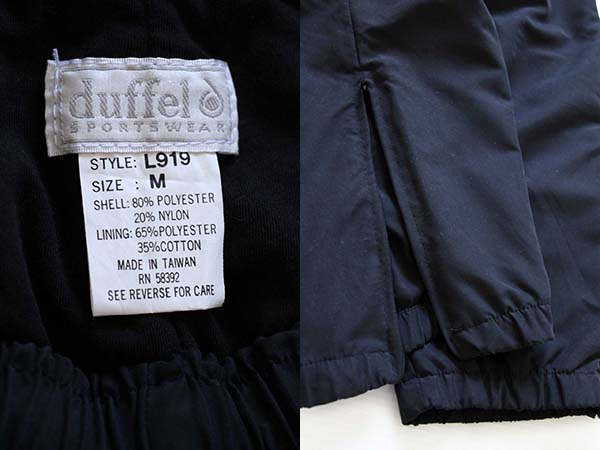 duffel
SPORTSWEAR
STYLE: L919
SIZE : M
SHELL: 80% POLYESTER
20% NYLON
LINING: 65%POLYESTER
35%COTTON
MADE IN TAIWAN
RN 58392
SEE REVERSE FOR CARE